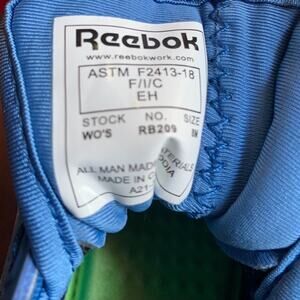 Reebok
www.reebokwork.com
ASTM F2413-18
F/I/C
EH
STOCK NO. SIZE
WO'S RB209
ALL MAN MADE MATERIALS
MADE IN
A21-